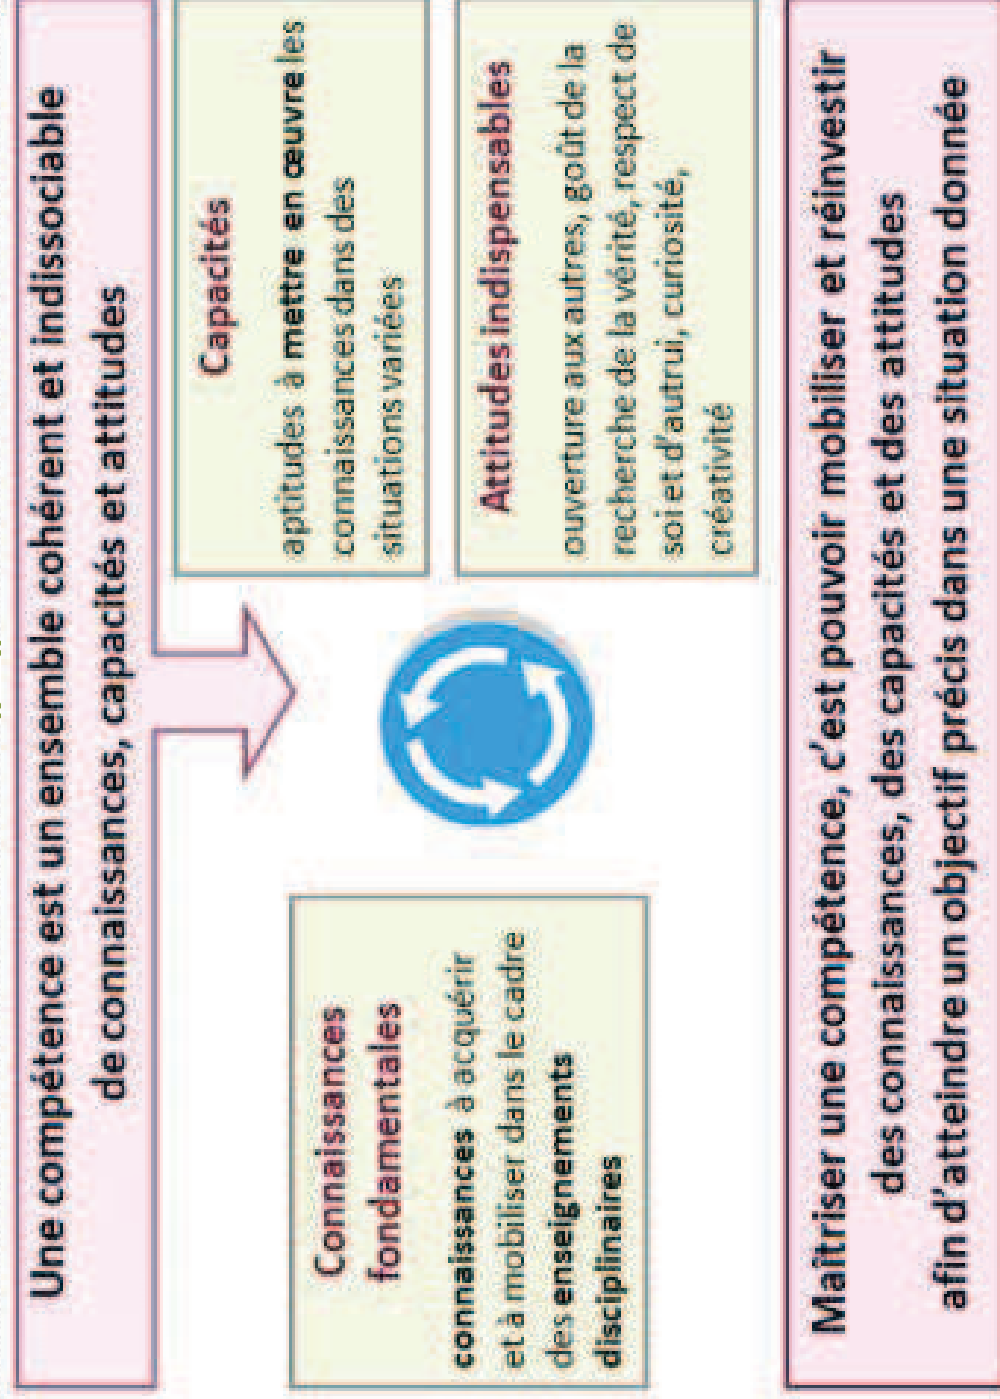 Une compétence est un ensemble cohérent et indissociable
de connaissances, capacités et attitudes
Connaissances
fondamentales
connaissances à acquérir
et à mobiliser dans le cadre
des enseignements
disciplinaires
Capacités
aptitudes à mettre en œuvre les
connaissances dans des
situations variées
Attitudes indispensables
ouverture aux autres, goût de la
recherche de la vérité, respect de
soi et d'autrui, curiosité,
créativité
Maîtriser une compétence, c'est pouvoir mobiliser et réinvestir
des connaissances, des capacités et des attitudes
afin d'atteindre un objectif précis dans une situation donnée